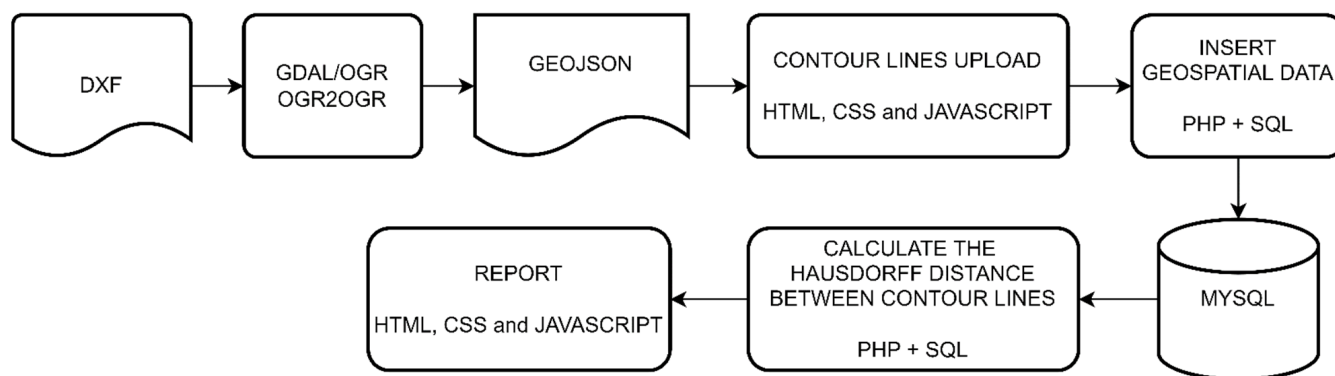 DXF
GDAL/OGR
OGR2OGR
GEOJSON
CONTOUR LINES UPLOAD
HTML, CSS and JAVASCRIPT
INSERT
GEOSPATIAL DATA
PHP + SQL
MYSQL
CALCULATE THE
HAUSDORFF DISTANCE
BETWEEN CONTOUR LINES
PHP + SQL
REPORT
HTML, CSS and JAVASCRIPT